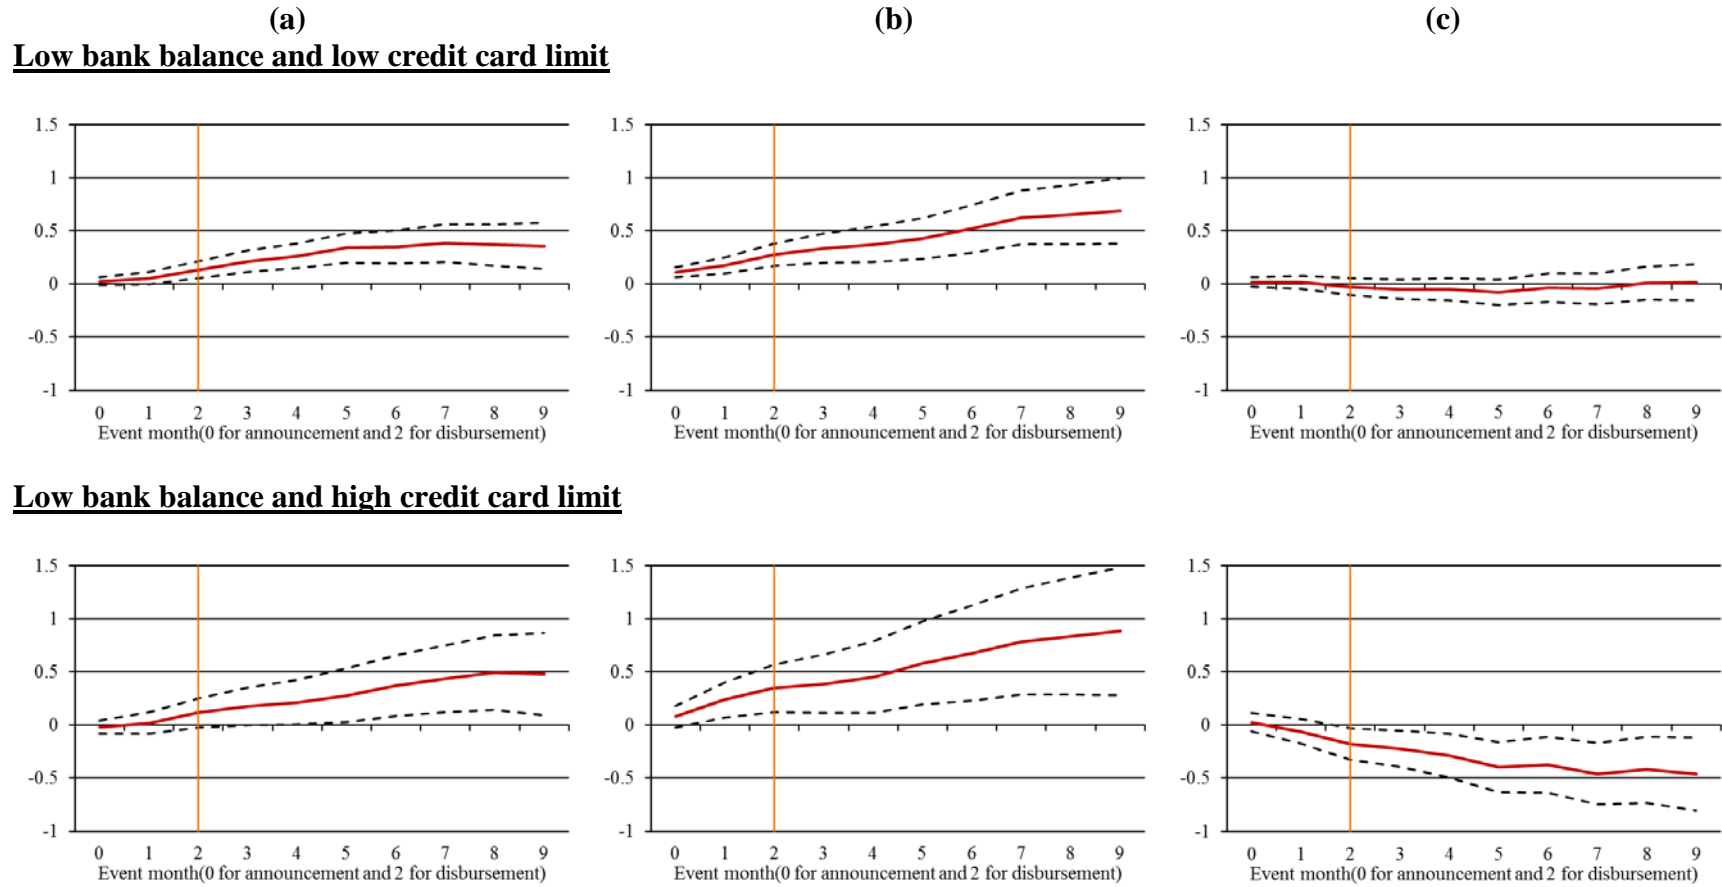 (a) (b) (c)
Low bank balance and low credit card limit
1.5 1.5 1.5
1 1 1
0.5 0.5 0.5
0 0 0
-0.5 -0.5 -0.5
-1 -1 -1
0 1 2 3 4 5 6 7 8 9 0 1 2 3 4 5 6 7 8 9 0 1 2 3 4 5 6 7 8 9
Event month(0 for announcement and 2 for disbursement) Event month(0 for announcement and 2 for disbursement) Event month(0 for announcement and 2 for disbursement)
Low bank balance and high credit card limit
1.5 1.5 1.5
1 1 1
0.5 0.5 0.5
0 0 0
-0.5 -0.5 -0.5
-1 -1 -1
0 1 2 3 4 5 6 7 8 9 0 1 2 3 4 5 6 7 8 9 0 1 2 3 4 5 6 7 8 9
Event month(0 for announcement and 2 for disbursement) Event month(0 for announcement and 2 for disbursement) Event month(0 for announcement and 2 for disbursement)